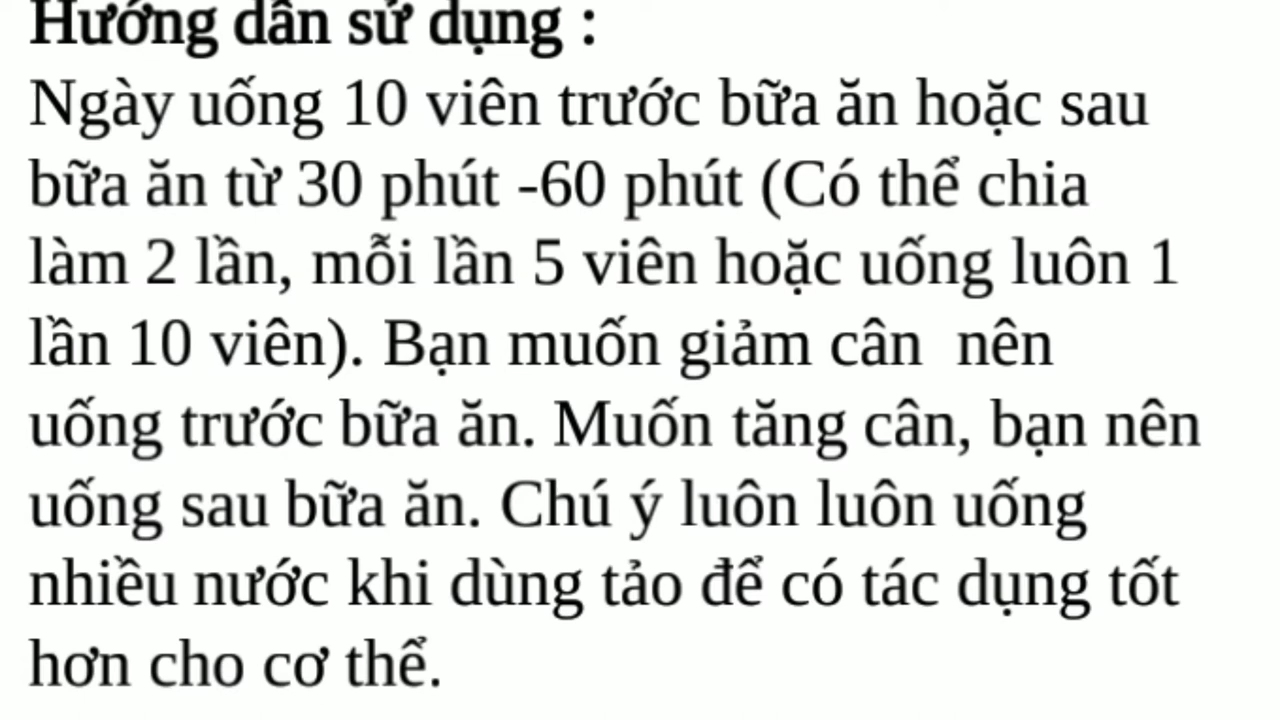 Hướng dẫn sử dụng :
Ngày uống 10 viên trước bữa ăn hoặc sau
bữa ăn từ 30 phút -60 phút (Có thể chia
làm 2 lần, mỗi lần 5 viên hoặc uống luôn 1
lần 10 viên). Bạn muốn giảm cân  nên
uống trước bữa ăn. Muốn tăng cân, bạn nên
uống sau bữa ăn. Chú ý luôn luôn uống
nhiều nước khi dùng tảo để có tác dụng tốt
hơn cho cơ thể.